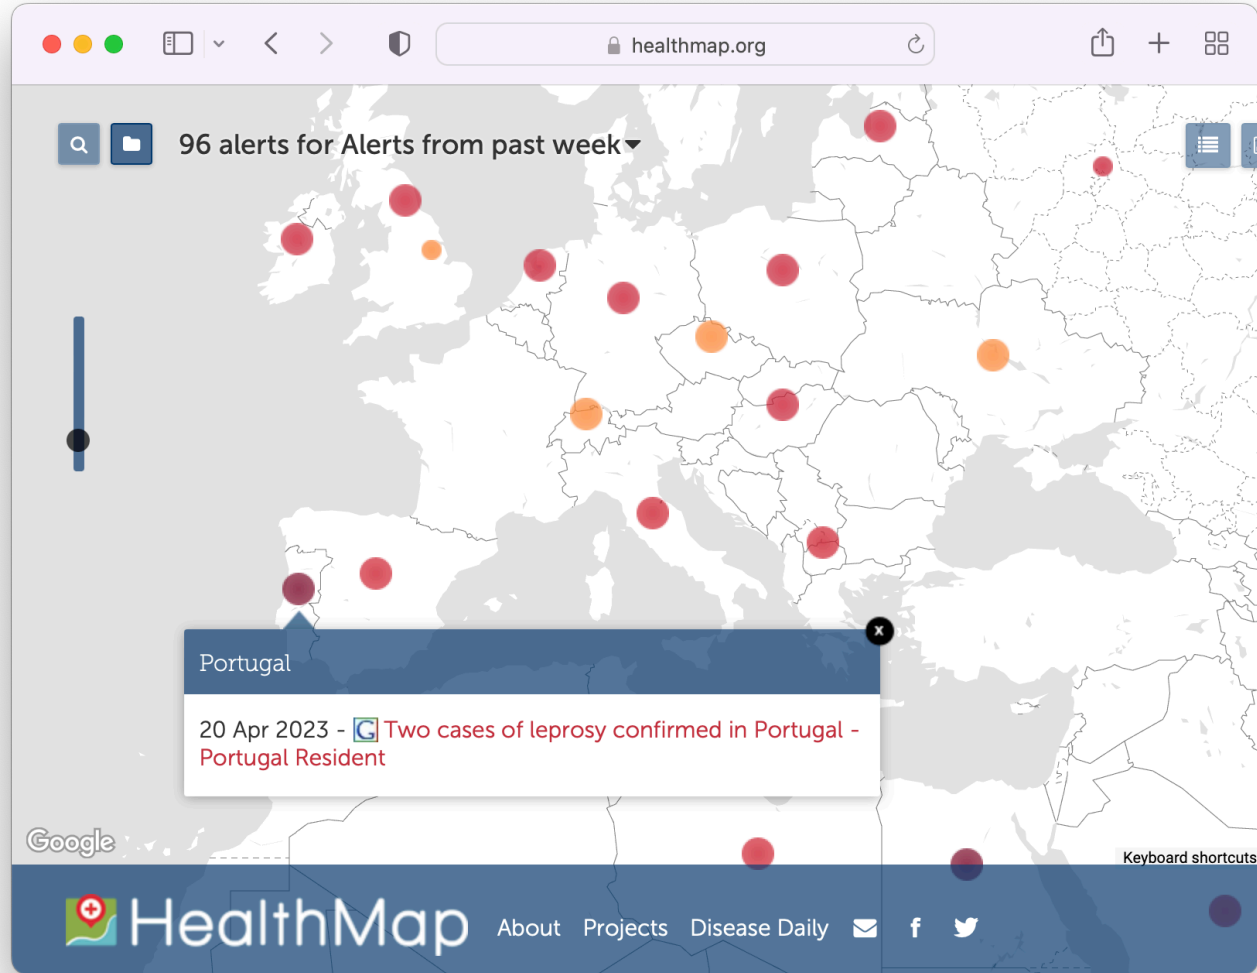 healthmap.org
96 alerts for Alerts from past week
x
Portugal
20 Apr 2023 - G Two cases of leprosy confirmed in Portugal -
Portugal Resident
Google
Keyboard shortcuts
HealthMap About Projects Disease Daily f